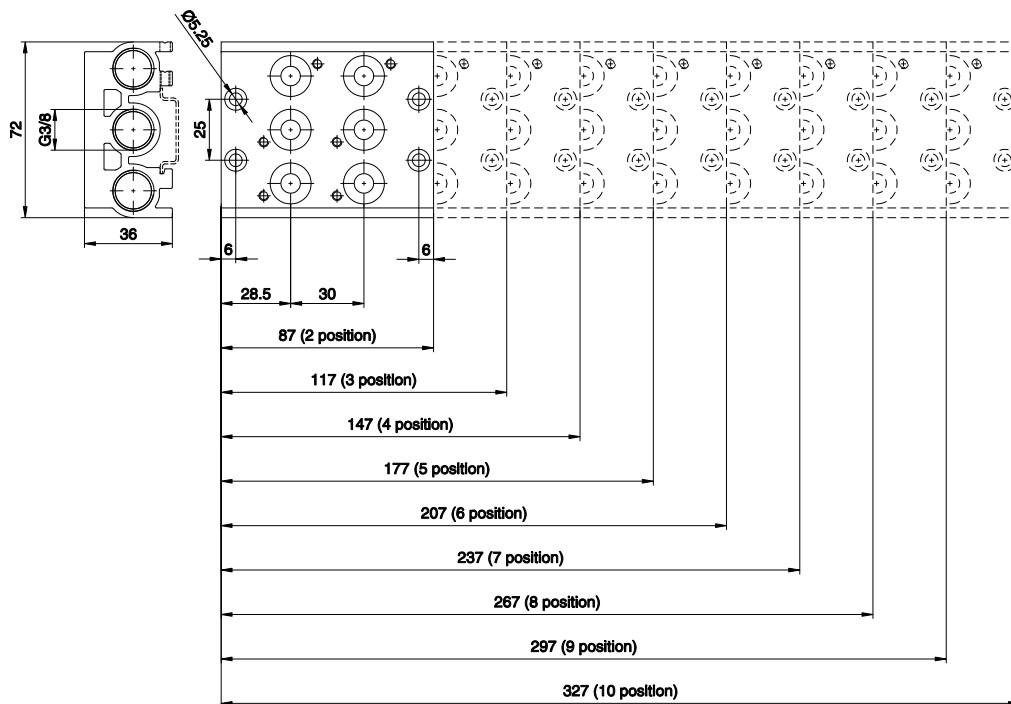 Ø5.25
72
G3/8
25
36
6
6
28.5
30
87 (2 position)
117 (3 position)
147 (4 position)
177 (5 position)
207 (6 position)
237 (7 position)
267 (8 position)
297 (9 position)
327 (10 position)